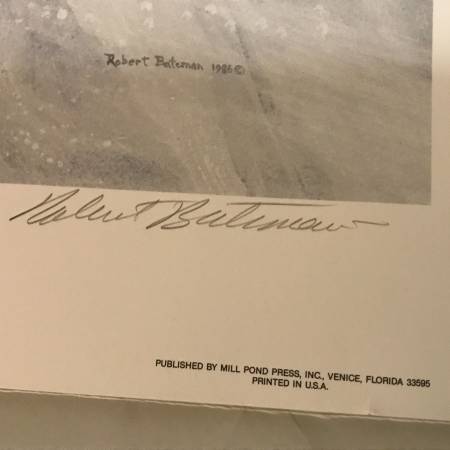 Robert Bateman 1986©
Robert Bateman
PUBLISHED BY MILL POND PRESS, INC., VENICE, FLORIDA 33595
PRINTED IN U.S.A.